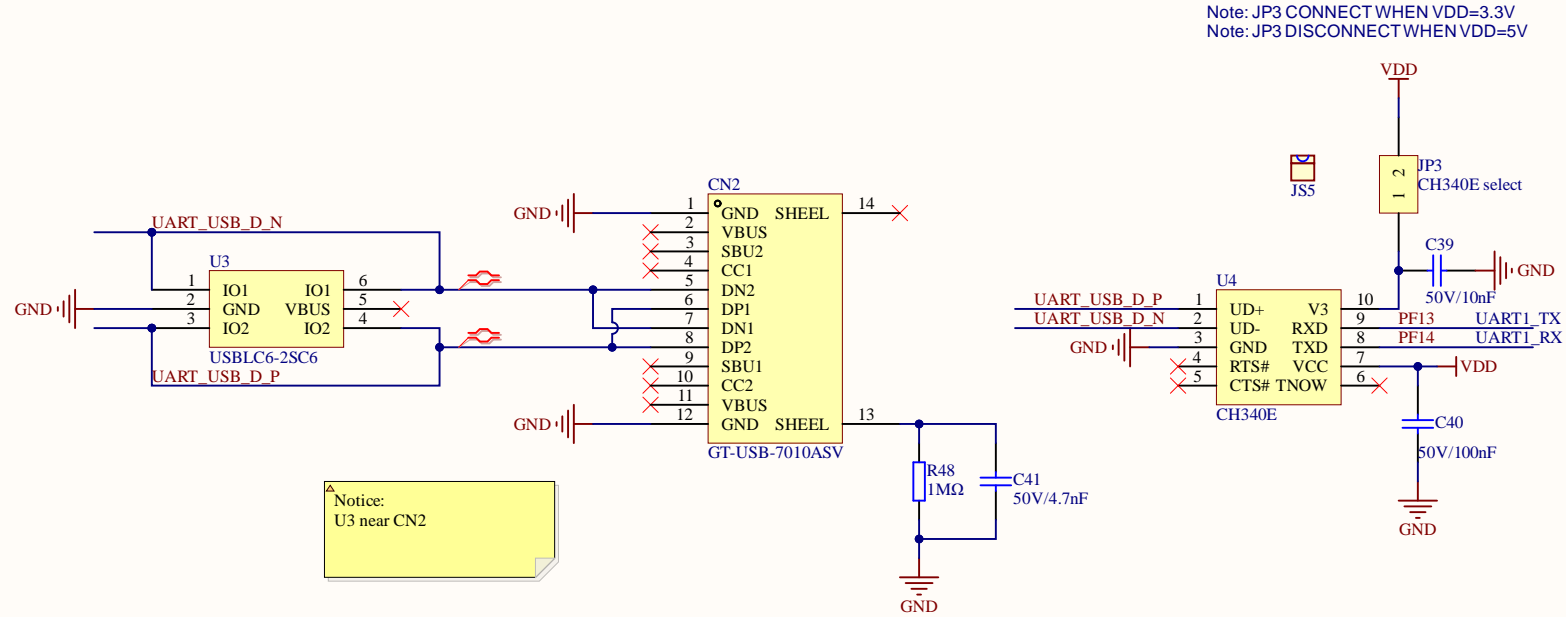 Note: JP3 CONNECT WHEN VDD=3.3V
Note: JP3 DISCONNECT WHEN VDD=5V
UART_USB_D_N
U3
1 IO1 IO1 6
GND 2 GND VBUS 5
3 IO2 IO2 4
USBLC6-2SC6
UART_USB_D_P
CN2
GND 1 GND SHEEL 14
2 VBUS
3 SBU2
4 CC1
5 DN2
6 DP1
7 DN1
8 DP2
9 SBU1
10 CC2
11 VBUS
GND 12 GND SHEEL 13
GT-USB-7010ASV
R48
1MΩ
C41
50V/4.7nF
GND
Notice:
U3 near CN2
VDD
JS5
1 2
JP3
CH340E select
C39
GND
50V/10nF
U4
UART_USB_D_P 1 UD+ V3 10
UART_USB_D_N 2 UD- RXD 9 PF13 UART1_TX
GND 3 GND TXD 8 PF14 UART1_RX
4 RTS# VCC 7 VDD
5 CTS# TNOW 6
CH340E
C40
50V/100nF
GND